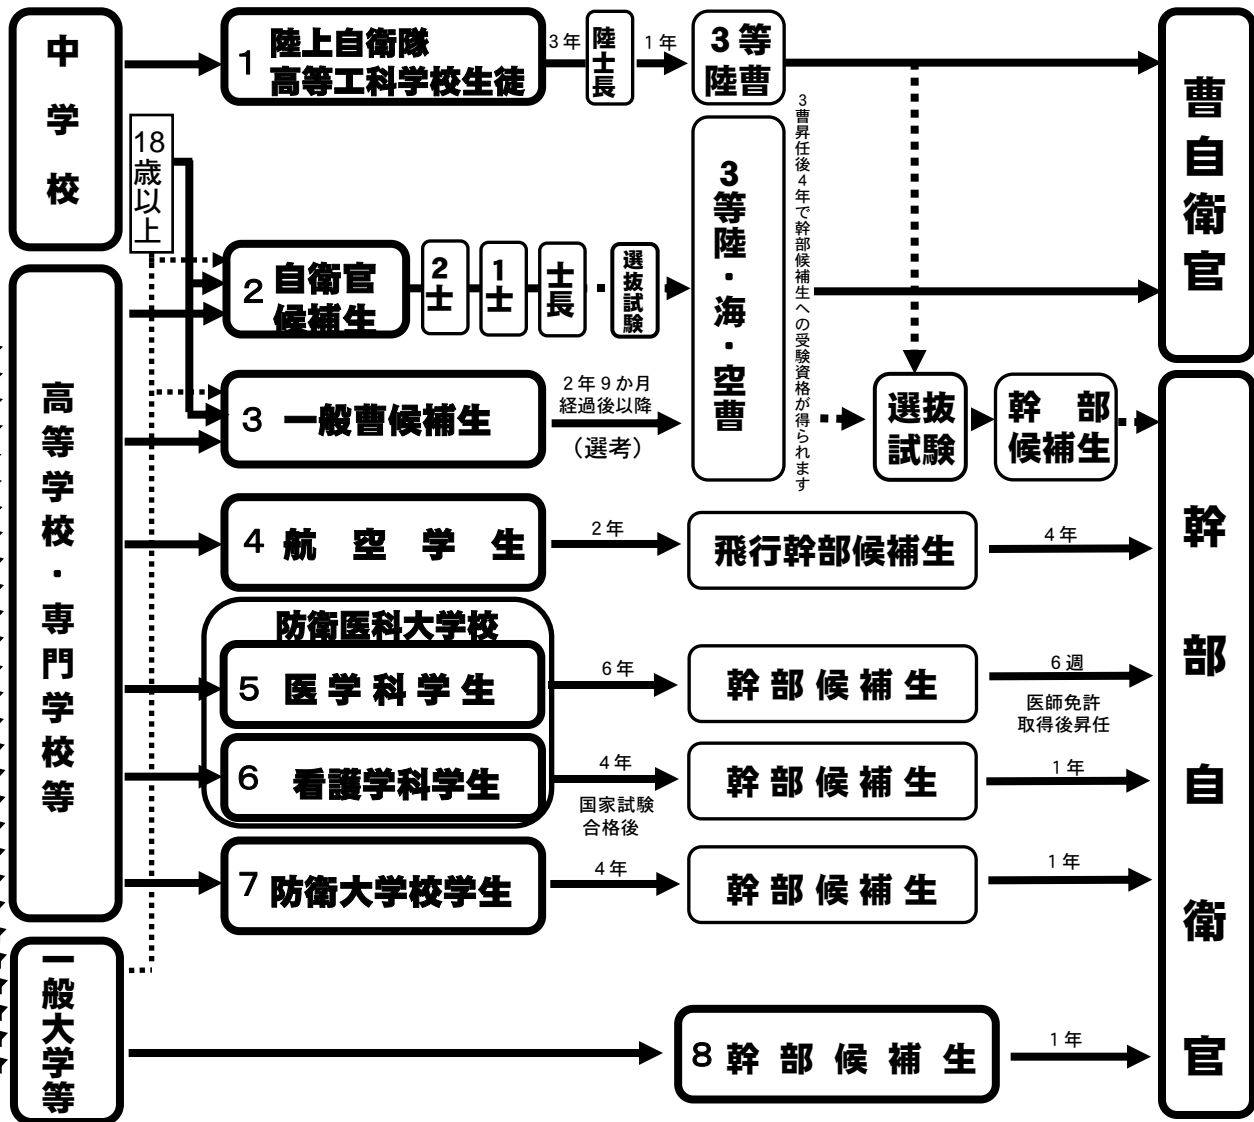 中学校
18歳以上
高等学校・専門学校等
一般大学等
1 陸上自衛隊
高等工科学校生徒
3年
陸士長
1年
3等
陸曹
2 自衛官
候補生
2士
1士
士長
選抜試験
3等陸・海・空曹
3曹昇任後4年で幹部候補生への受験資格が得られます
3 一般曹候補生
2年9か月
経過後以降
（選考）
選抜
試験
幹部
候補生
4 航空学生
2年
飛行幹部候補生
4年
防衛医科大学校
5 医学科学生
6年
幹部候補生
6週
医師免許
取得後昇任
6 看護学科学生
4年
国家試験
合格後
幹部候補生
1年
7 防衛大学校学生
4年
幹部候補生
1年
8 幹部候補生
1年
曹自衛官
幹部自衛官